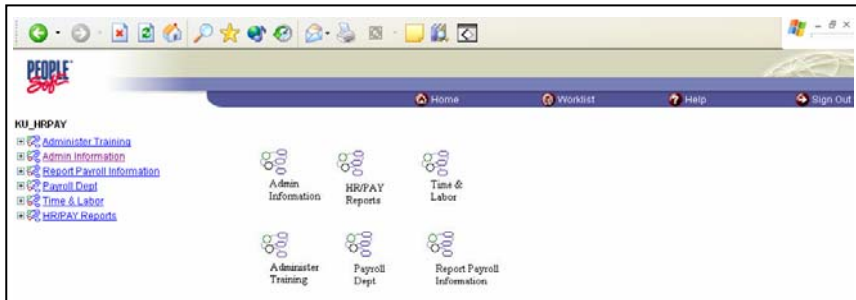 PEOPLE
Soft
Home Worklist Help Sign Out
KU_HRPAY
Administer Training
Admin Information
Report Payroll Information
Payroll Dept
Time & Labor
HR/PAY Reports
Admin
Information
HR/PAY
Reports
Time &
Labor
Administer
Training
Payroll
Dept
Report Payroll
Information